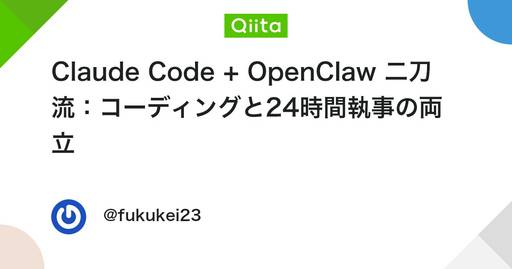 Qiita
Claude Code + OpenClaw 二刀
流：コーディングと24時間執事の両
立
@fukukei23